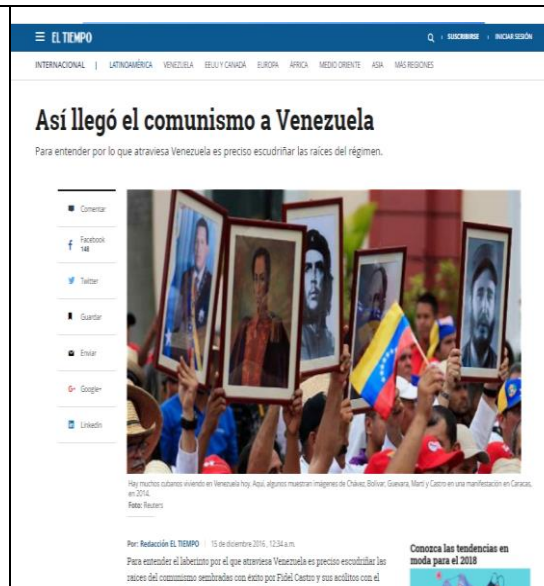 EL TIEMPO
SUSCRIBIRSE
INICIAR SESIÓN
INTERNACIONAL | LATINOAMÉRICA VENEZUELA EEUU Y CANADÁ EUROPA ÁFRICA MEDIO ORIENTE ASIA MÁS REGIONES
Así llegó el comunismo a Venezuela
Para entender por lo que atraviesa Venezuela es preciso escudriñar las raíces del régimen.
Comentar
Facebook
148
Twitter
Guardar
Enviar
Google+
Linkedin
Hay muchos cubanos viviendo en Venezuela hoy. Aquí, algunos muestran imágenes de Chávez, Bolívar, Guevara, Martí y Castro en una manifestación en Caracas,
en 2014.
Foto: Reuters
Por: Redacción EL TIEMPO | 15 de diciembre 2016 , 12:34 a.m.
Para entender el laberinto por el que atraviesa Venezuela es preciso escudriñar las
raíces del comunismo sembradas con éxito por Fidel Castro y sus acólitos con el
Conozca las tendencias en
moda para el 2018